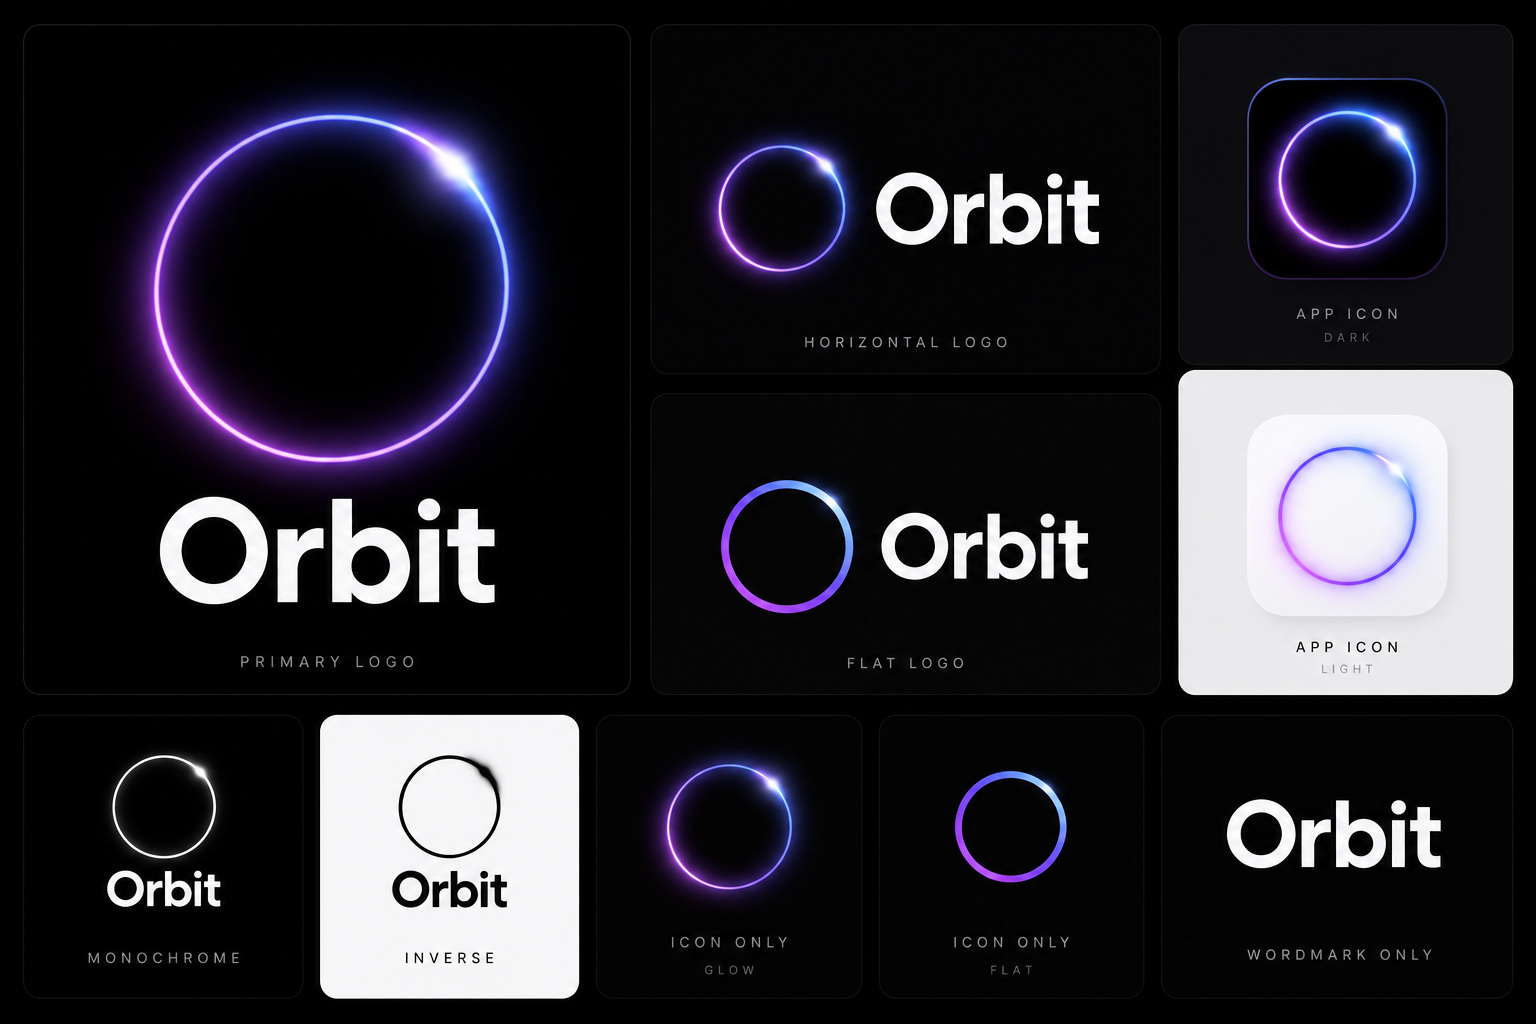 Orbit
PRIMARY LOGO
Orbit
HORIZONTAL LOGO
APP ICON
DARK
Orbit
FLAT LOGO
APP ICON
LIGHT
Orbit
MONOCHROME
Orbit
INVERSE
ICON ONLY
GLOW
ICON ONLY
FLAT
Orbit
WORDMARK ONLY